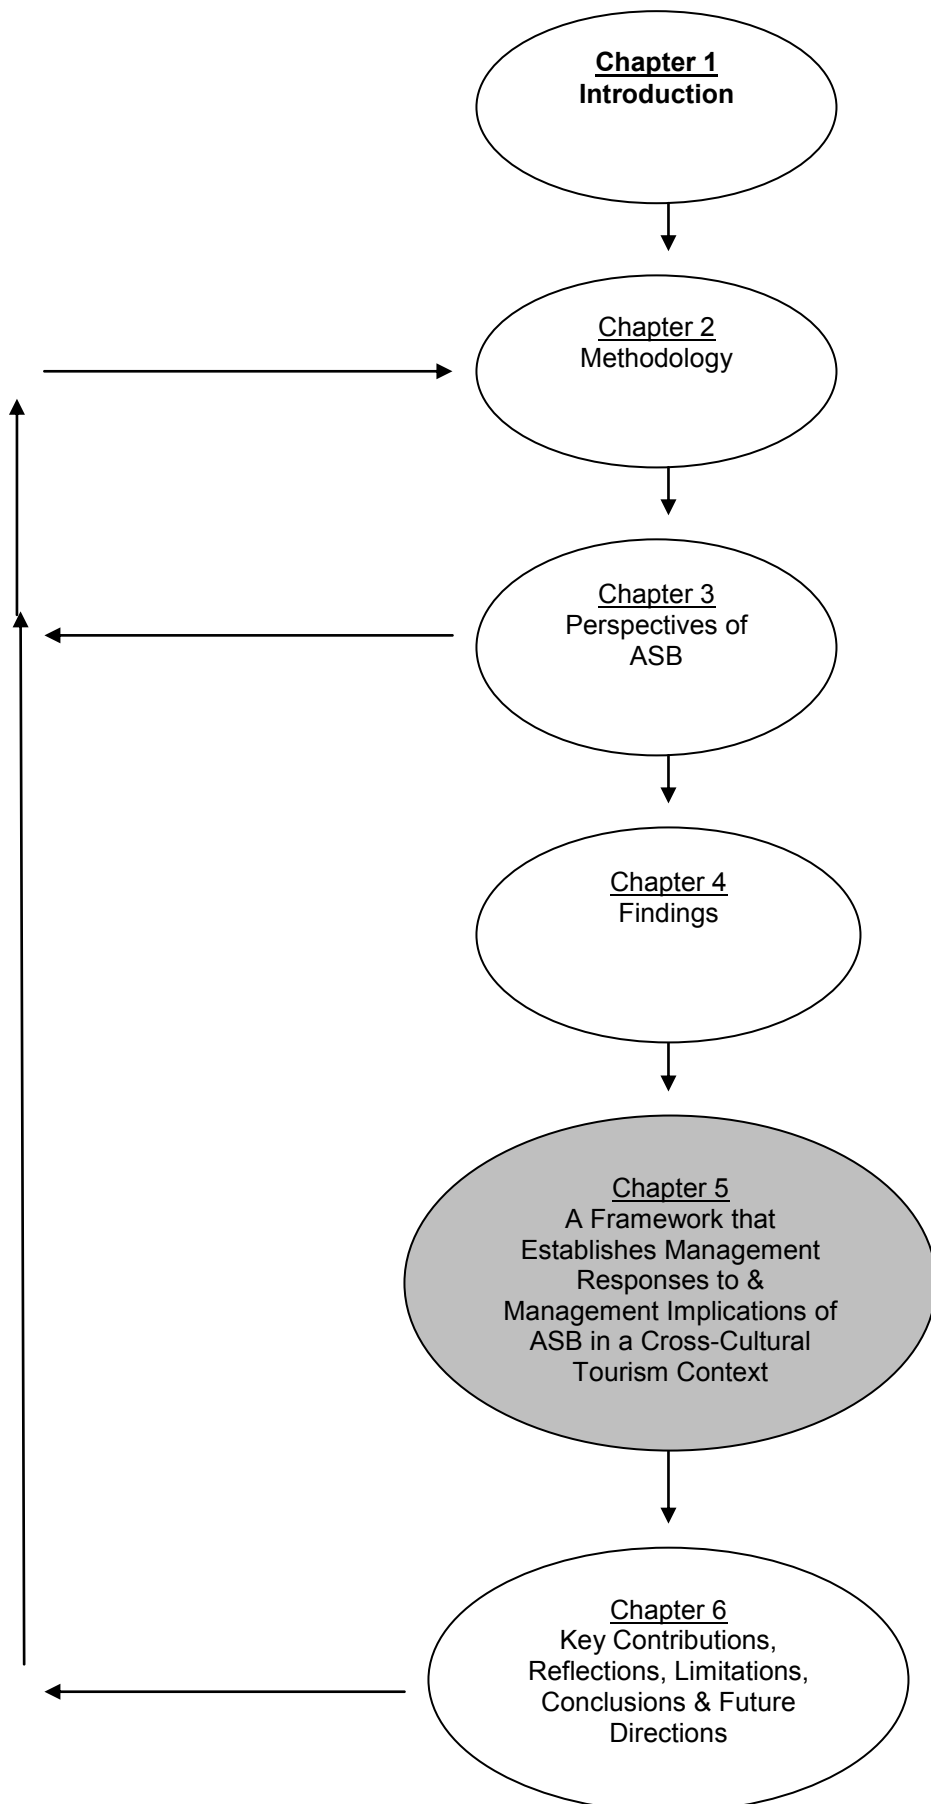 Chapter 1
Introduction
Chapter 2
Methodology
Chapter 3
Perspectives of
ASB
Chapter 4
Findings
Chapter 5
A Framework that
Establishes Management
Responses to &
Management Implications of
ASB in a Cross-Cultural
Tourism Context
Chapter 6
Key Contributions,
Reflections, Limitations,
Conclusions & Future
Directions